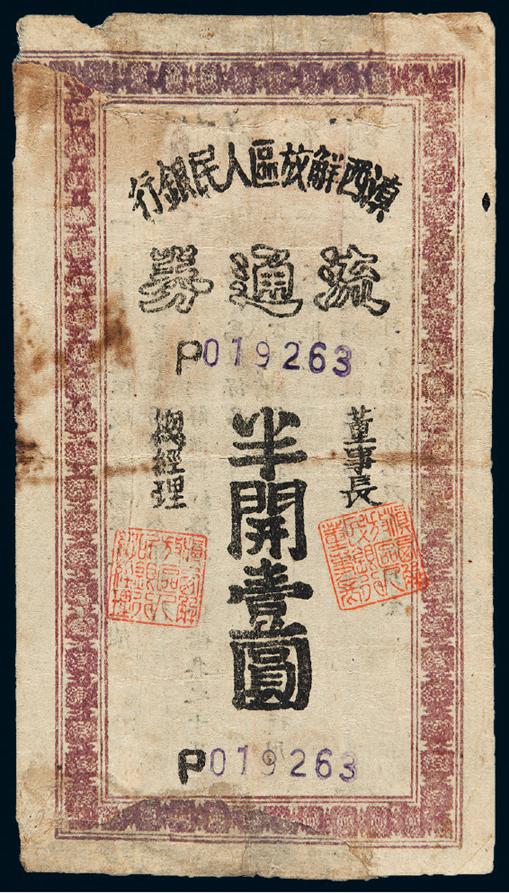 滇西解放區人民銀行
流通券
P019263
董事長
半開壹圓
總經理
P019263